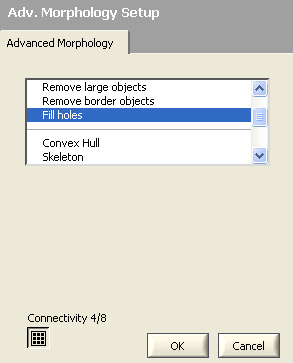 Adv. Morphology Setup
Advanced Morphology
Remove large objects
Remove border objects
Fill holes
Convex Hull
Skeleton
Connectivity 4/8
OK
Cancel